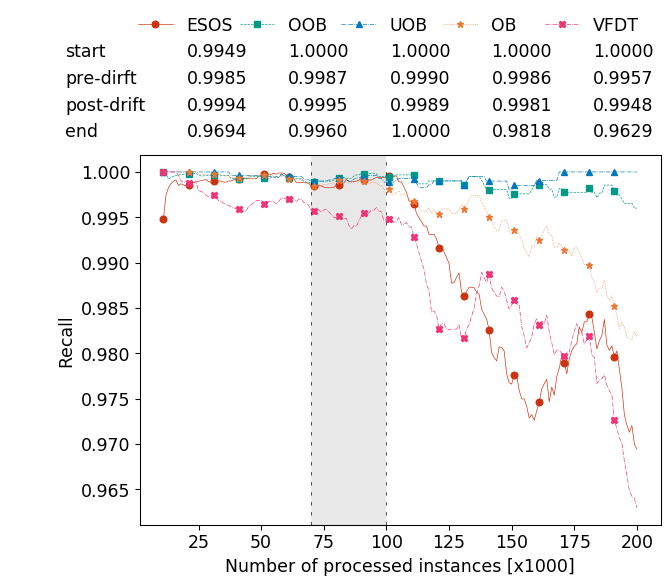 ESOS OOB UOB OB VFDT
start 0.9949 1.0000 1.0000 1.0000 1.0000
pre-dirft 0.9985 0.9987 0.9990 0.9986 0.9957
post-drift 0.9994 0.9995 0.9989 0.9981 0.9948
end 0.9694 0.9960 1.0000 0.9818 0.9629
1.000
0.995
0.990
0.985
0.980
0.975
0.970
0.965
Recall
25 50 75 100 125 150 175 200
Number of processed instances [x1000]